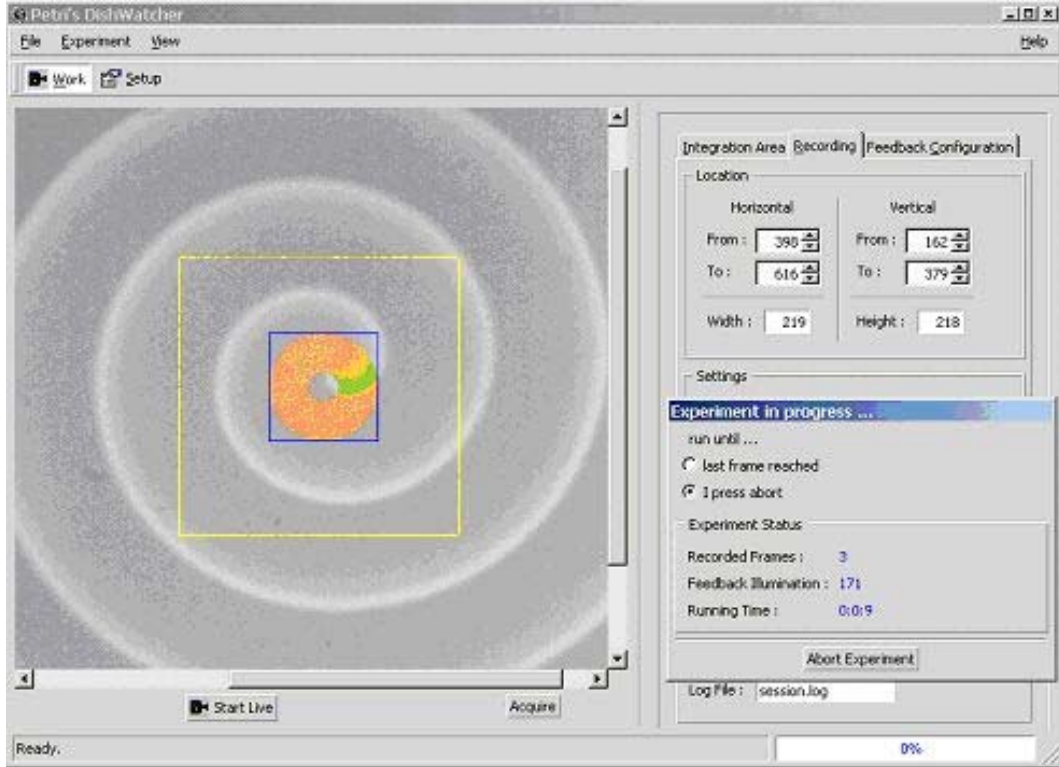 Petri's DishWatcher
File Experiment View Help
Work Setup
Integration Area Recording Feedback Configuration
Location
Horizontal Vertical
From : 398 From : 162
To : 616 To : 379
Width : 219 Height : 218
Settings
Experiment in progress ...
run until ...
last frame reached
I press abort
Experiment Status
Recorded Frames : 3
Feedback Illumination : 171
Running Time : 0:0:9
Abort Experiment
Log File : session.log
Start Live Acquire
Ready. 0%